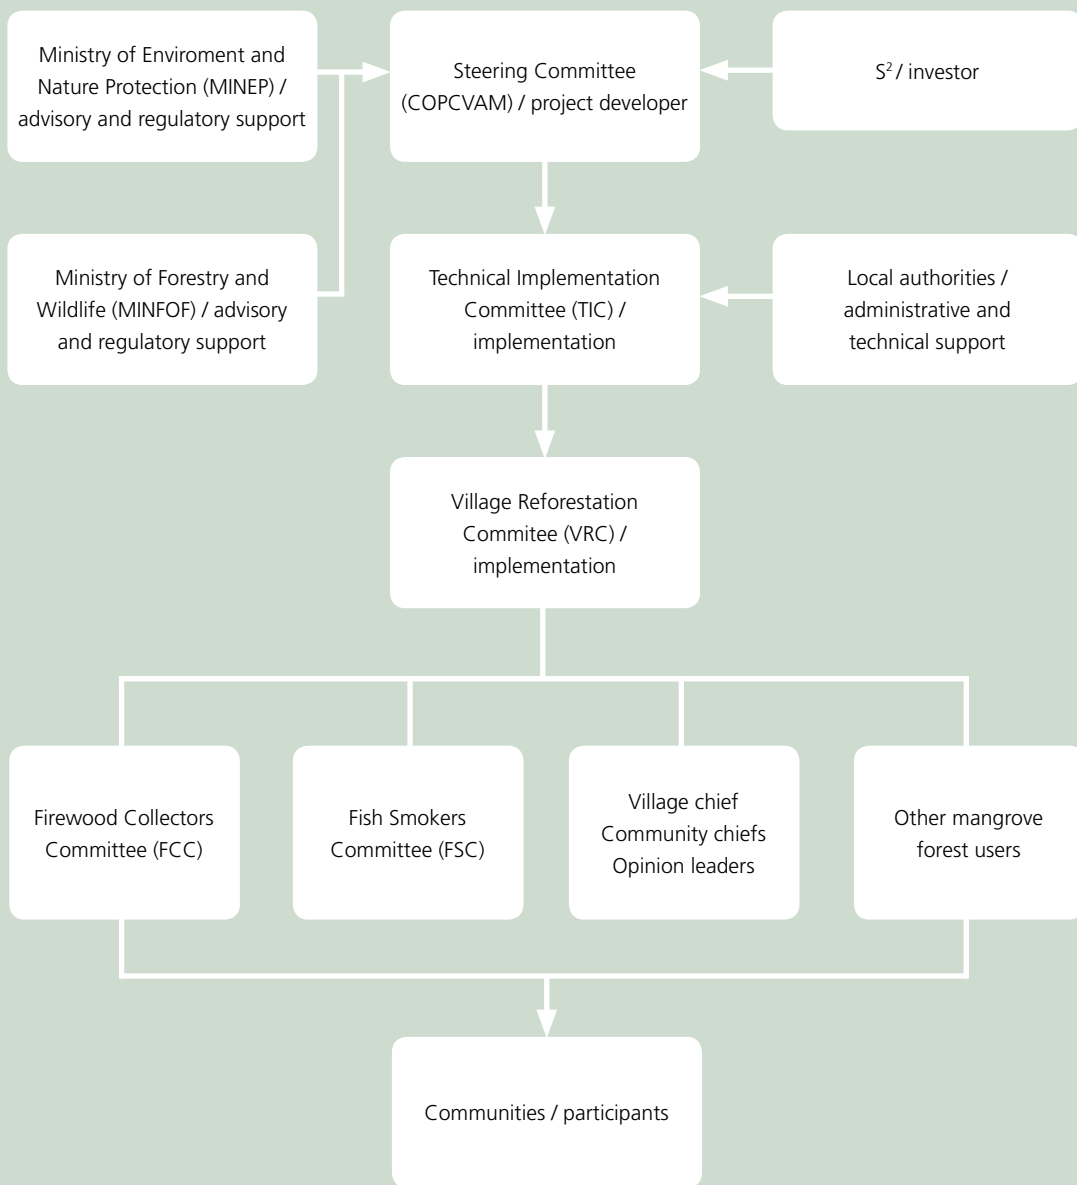 Ministry of Enviroment and
Nature Protection (MINEP) /
advisory and regulatory support
Steering Committee
(COPCVAM) / project developer
S² / investor
Ministry of Forestry and
Wildlife (MINFOF) / advisory
and regulatory support
Technical Implementation
Committee (TIC) /
implementation
Local authorities /
administrative and
technical support
Village Reforestation
Commitee (VRC) /
implementation
Firewood Collectors
Committee (FCC)
Fish Smokers
Committee (FSC)
Village chief
Community chiefs
Opinion leaders
Other mangrove
forest users
Communities / participants